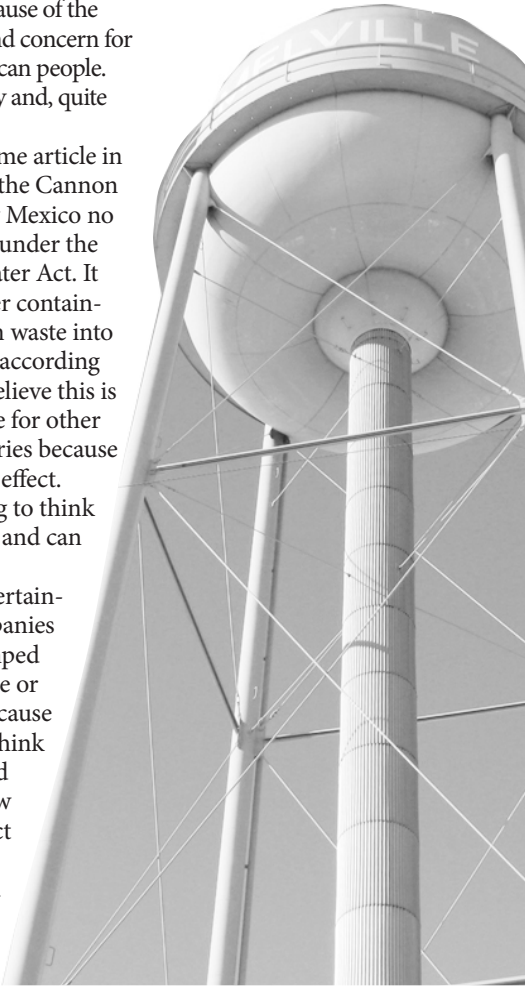 ause of the
nd concern for
can people.
y and, quite
me article in
the Cannon
Mexico no
under the
ater Act. It
er contain-
n waste into
according
elieve this is
e for other
ries because
effect.
g to think
and can
ertain-
panies
ped
e or
cause
hink
d
w
ct
ELVILLE